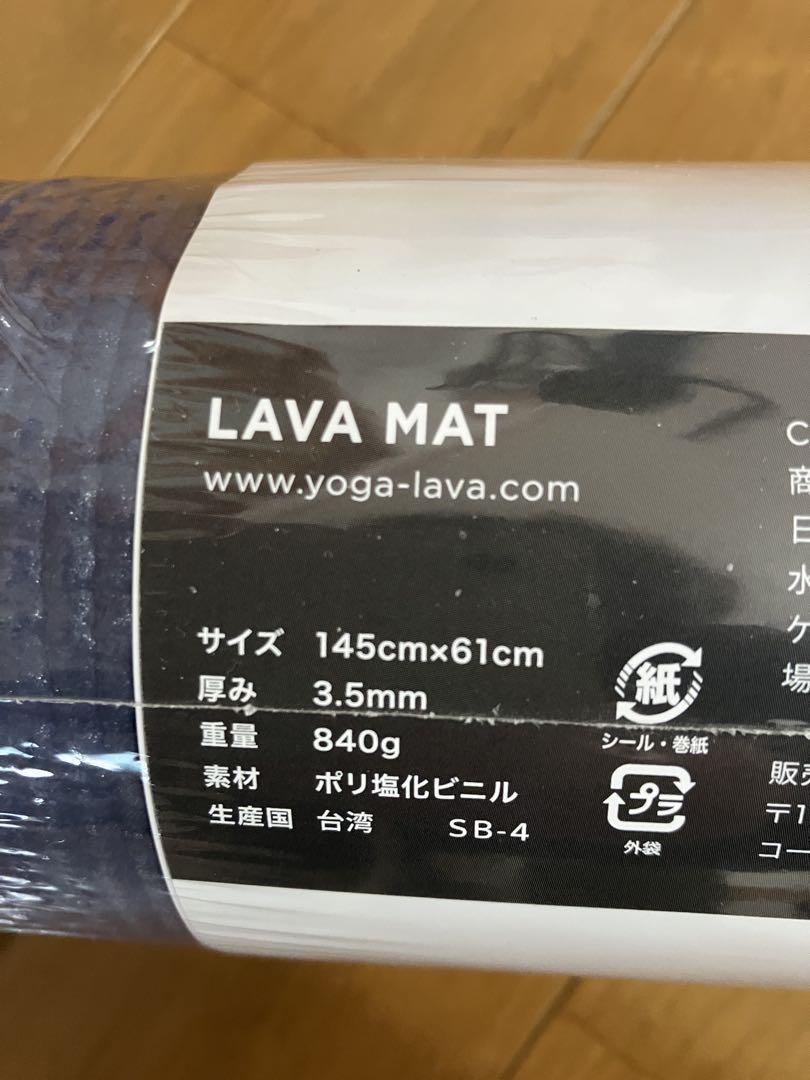 LAVA MAT
www.yoga-lava.com
サイズ 145cm×61cm
厚み 3.5mm
重量 840g
素材 ポリ塩化ビニル
生産国 台湾 SB-4
紙
シール・巻紙
プラ
外袋
C
商
日
水
ケ
場
販売
〒1
コー